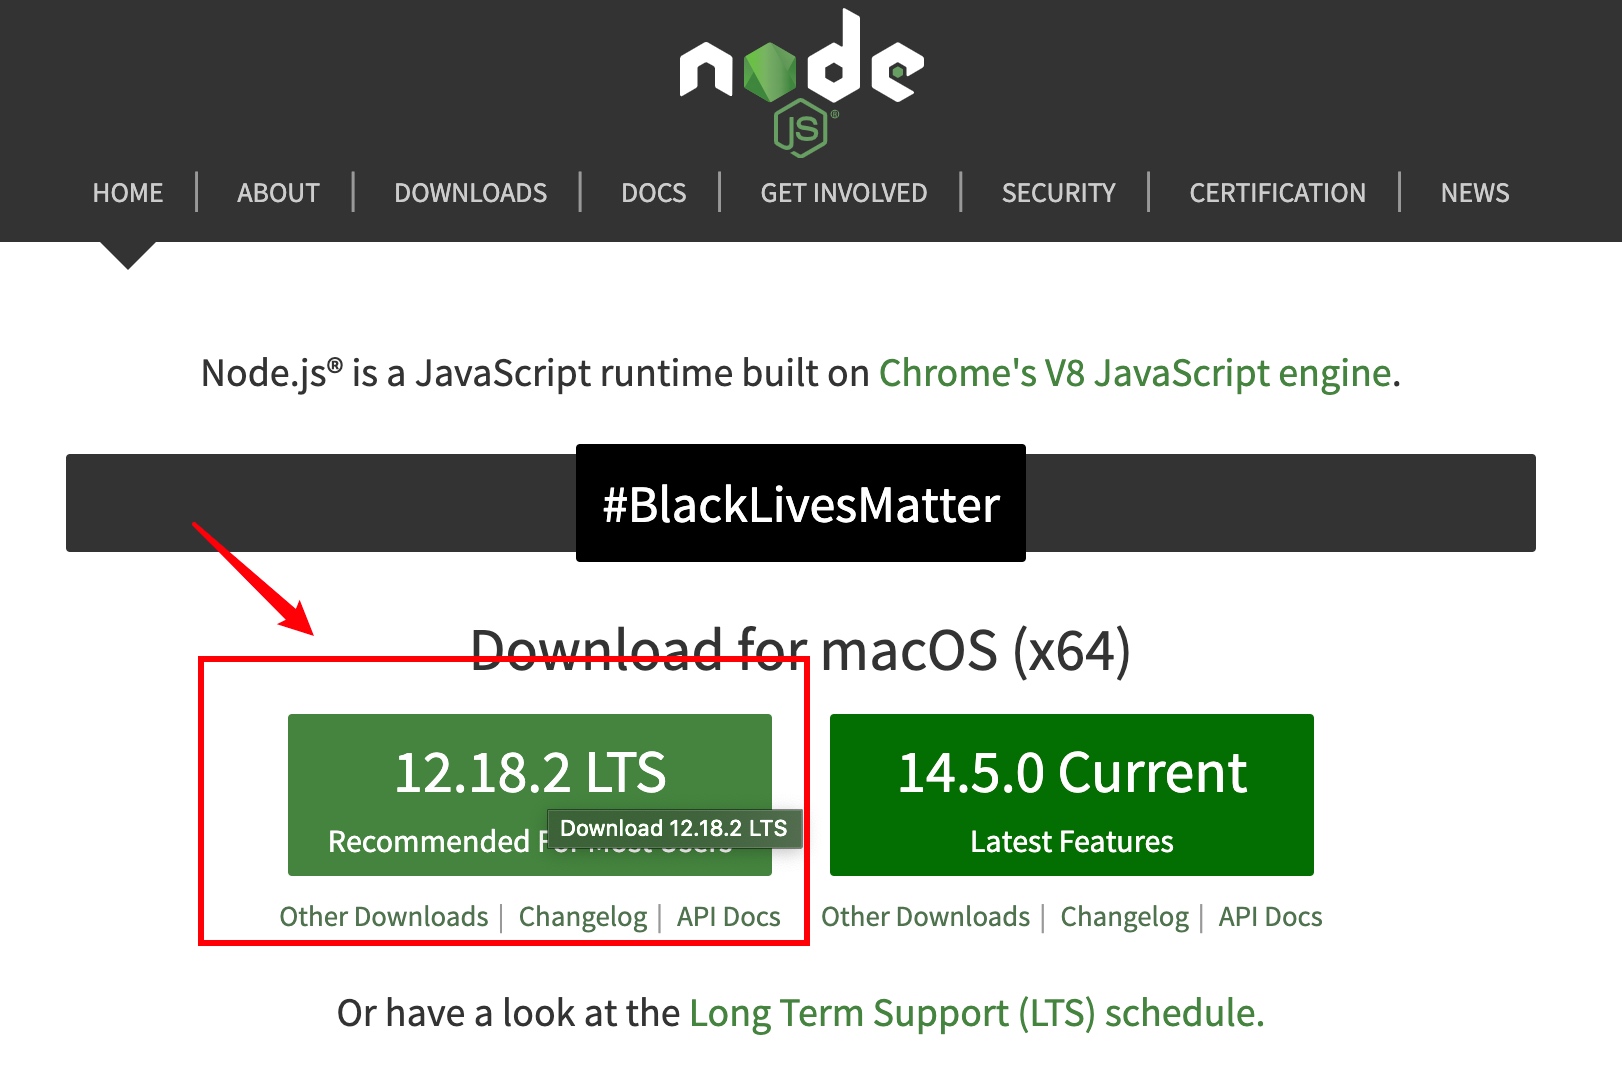 node
JS®
HOME | ABOUT | DOWNLOADS | DOCS | GET INVOLVED | SECURITY | CERTIFICATION | NEWS
Node.js® is a JavaScript runtime built on Chrome's V8 JavaScript engine.
#BlackLivesMatter
Download for macOS (x64)
12.18.2 LTS
Recommended For Most Users
Download 12.18.2 LTS
Other Downloads | Changelog | API Docs
14.5.0 Current
Latest Features
Other Downloads | Changelog | API Docs
Or have a look at the Long Term Support (LTS) schedule.